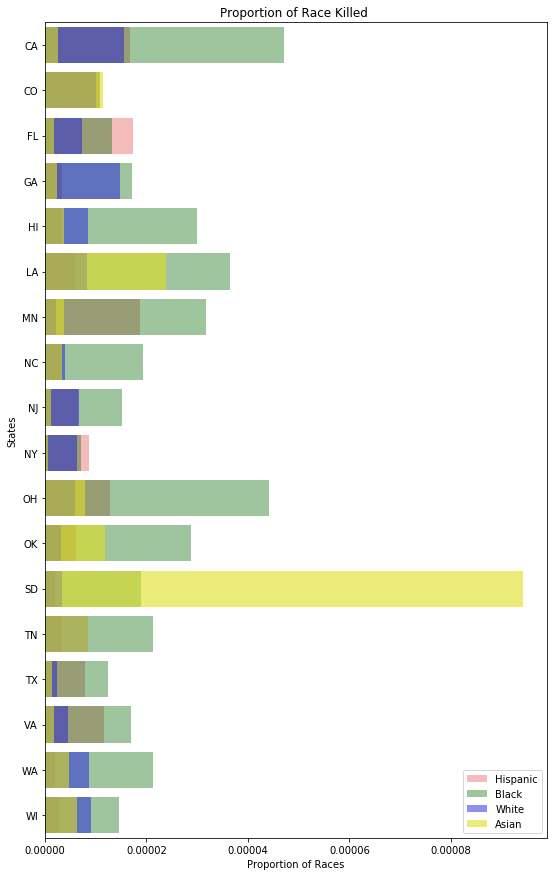 Proportion of Race Killed
States
CA
CO
FL
GA
HI
LA
MN
NC
NJ
NY
OH
OK
SD
TN
TX
VA
WA
WI
Hispanic
Black
White
Asian
0.00000 0.00002 0.00004 0.00006 0.00008
Proportion of Races